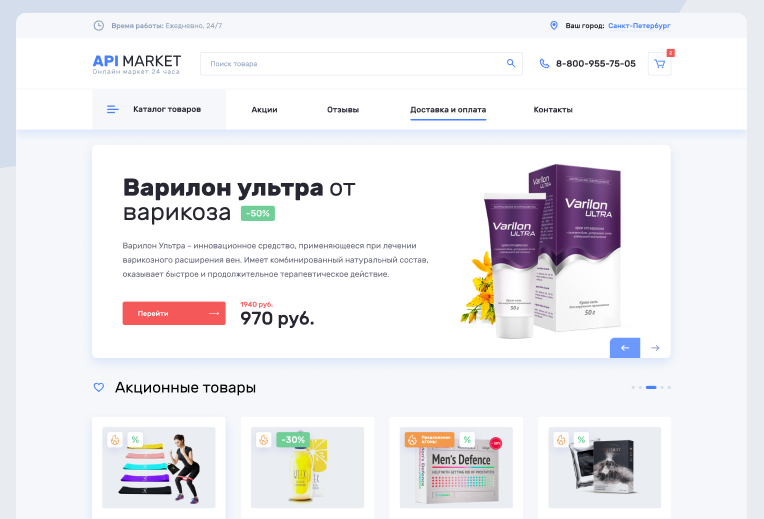 Время работы: Ежедневно, 24/7
Ваш город: Санкт-Петербург
API MARKET
Онлайн маркет 24 часа
Поиск товара
8-800-955-75-05
2
Каталог товаров
Акции
Отзывы
Доставка и оплата
Контакты
Варилон ультра от
варикоза -50%
Варилон Ультра – инновационное средство, применяющееся при лечении
варикозного расширения вен. Имеет комбинированный натуральный состав,
оказывает быстрое и продолжительное терапевтическое действие.
Перейти
1940 руб.
970 руб.
Varilon
ULTRA
50 г
Varilon
ULTRA
50 г
Акционные товары
%
-30%
%
Men's Defence
%